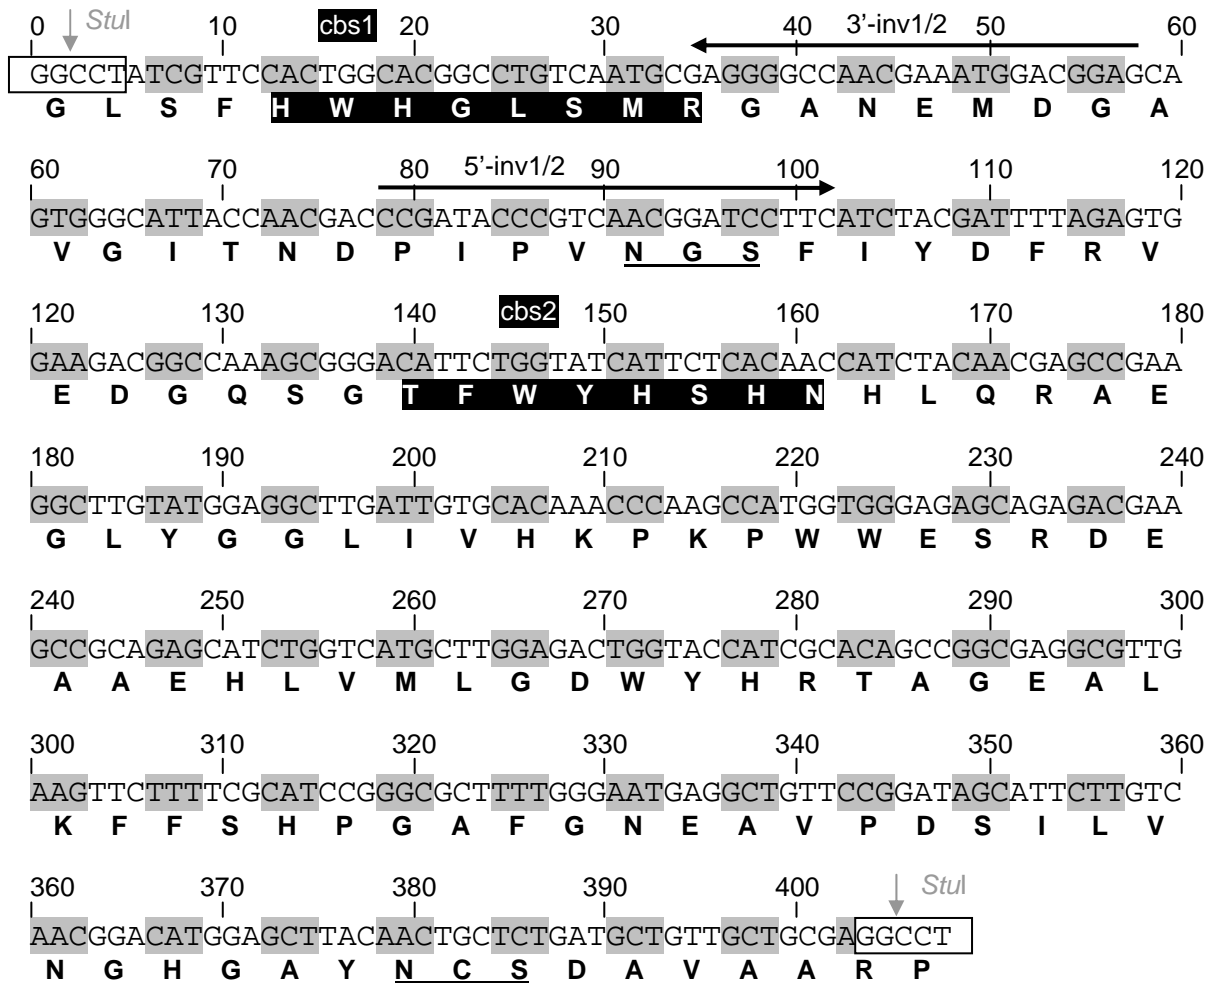 0 StuI 10 cbs1 20 30 40 3’-inv1/2 50 60
GGCCTATCGTTCCACTGGCACGGCCTGTCAATGCGAGGGGCCAACGAAATGGACGGAGCA
G L S F H W H G L S M R G A N E M D G A
60 70 80 5’-inv1/2 90 100 110 120
GTGGGCATTACCAACGACCCGATACCCGTCAACGGATCCTTCATCTACGATTTTAGAGTG
V G I T N D P I P V N G S F I Y D F R V
120 130 140 cbs2 150 160 170 180
GAAGACGGCCAAAGCGGGACATTCTGGTATCATTCTCACAACCATCTACAACGAGCCGAA
E D G Q S G T F W Y H S H N H L Q R A E
180 190 200 210 220 230 240
GGCTTGTATGGAGGCTTGATTGTGCACAAACCCAAGCCATGGTGGGAGAGCAGAGACGAA
G L Y G G L I V H K P K P W W E S R D E
240 250 260 270 280 290 300
GCCGCAGAGCATCTGGTCATGCTTGGAGACTGGTACCATCGCACAGCCGGCGAGGCGTTG
A A E H L V M L G D W Y H R T A G E A L
300 310 320 330 340 350 360
AAGTTCTTTTCGCATCCGGGCGCTTTTGGGAATGAGGCTGTTCCGGATAGCATTCTTGTC
K F F S H P G A F G N E A V P D S I L V
360 370 380 390 400 StuI
AACGGACATGGAGCTTACAACTGCTCTGATGCTGTTGCTGCGAGGCCT
N G H G A Y N C S D A V A A R P